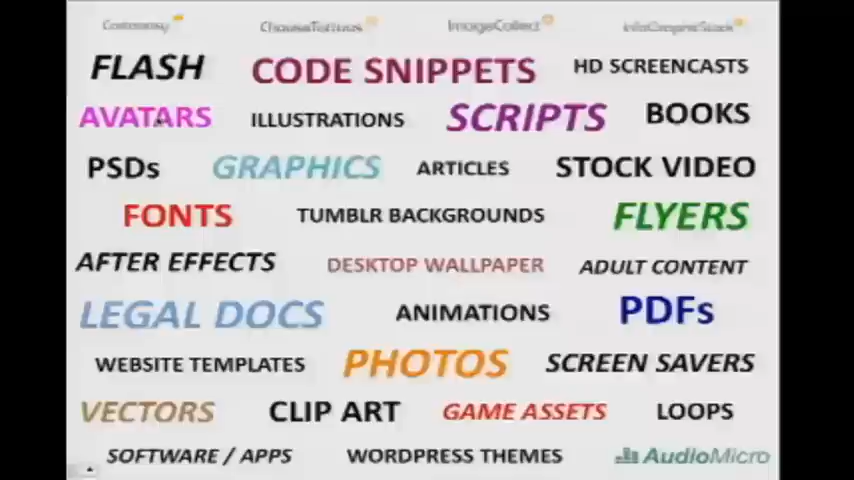 ChooseTattoos ImageCollect
FLASH CODE SNIPPETS HD SCREENCASTS
AVATARS ILLUSTRATIONS SCRIPTS BOOKS
PSDs GRAPHICS ARTICLES STOCK VIDEO
FONTS TUMBLR BACKGROUNDS FLYERS
AFTER EFFECTS DESKTOP WALLPAPER ADULT CONTENT
LEGAL DOCS ANIMATIONS PDFs
WEBSITE TEMPLATES PHOTOS SCREEN SAVERS
VECTORS CLIP ART GAME ASSETS LOOPS
SOFTWARE / APPS WORDPRESS THEMES AudioMicro